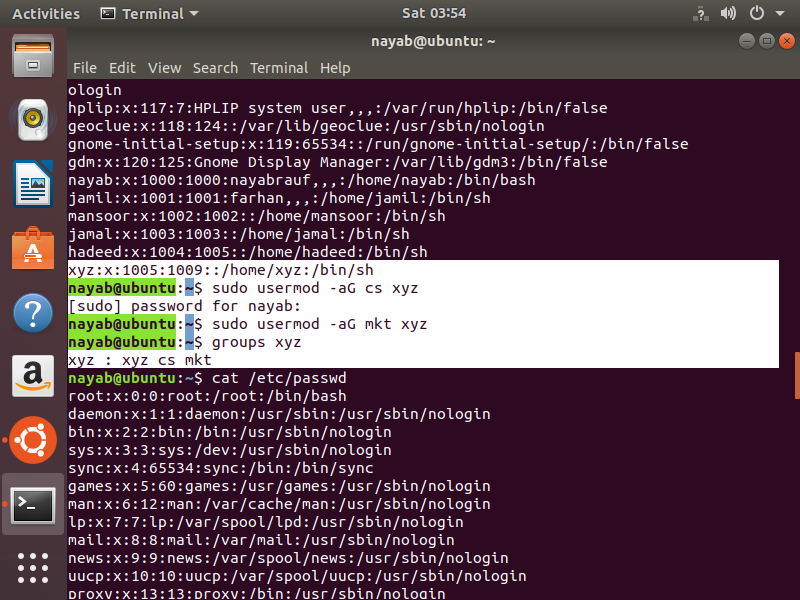 Activities Terminal Sat 03:54
nayab@ubuntu: ~
File Edit View Search Terminal Help
ologin
hplip:x:117:7:HPLIP system user,,,:/var/run/hplip:/bin/false
geoclue:x:118:124::/var/lib/geoclue:/usr/sbin/nologin
gnome-initial-setup:x:119:65534::/run/gnome-initial-setup/:/bin/false
gdm:x:120:125:Gnome Display Manager:/var/lib/gdm3:/bin/false
nayab:x:1000:1000:nayabrauf,,,:/home/nayab:/bin/bash
jamil:x:1001:1001:farhan,,,:/home/jamil:/bin/sh
mansoor:x:1002:1002::/home/mansoor:/bin/sh
jamal:x:1003:1003::/home/jamal:/bin/sh
hadeed:x:1004:1005::/home/hadeed:/bin/sh
xyz:x:1005:1009::/home/xyz:/bin/sh
nayab@ubuntu:~$ sudo usermod -aG cs xyz
[sudo] password for nayab:
nayab@ubuntu:~$ sudo usermod -aG mkt xyz
nayab@ubuntu:~$ groups xyz
xyz : xyz cs mkt
nayab@ubuntu:~$ cat /etc/passwd
root:x:0:0:root:/root:/bin/bash
daemon:x:1:1:daemon:/usr/sbin:/usr/sbin/nologin
bin:x:2:2:bin:/bin:/usr/sbin/nologin
sys:x:3:3:sys:/dev:/usr/sbin/nologin
sync:x:4:65534:sync:/bin:/bin/sync
games:x:5:60:games:/usr/games:/usr/sbin/nologin
man:x:6:12:man:/var/cache/man:/usr/sbin/nologin
lp:x:7:7:lp:/var/spool/lpd:/usr/sbin/nologin
mail:x:8:8:mail:/var/mail:/usr/sbin/nologin
news:x:9:9:news:/var/spool/news:/usr/sbin/nologin
uucp:x:10:10:uucp:/var/spool/uucp:/usr/sbin/nologin
proxy:x:13:13:proxy:/bin:/usr/sbin/nologin